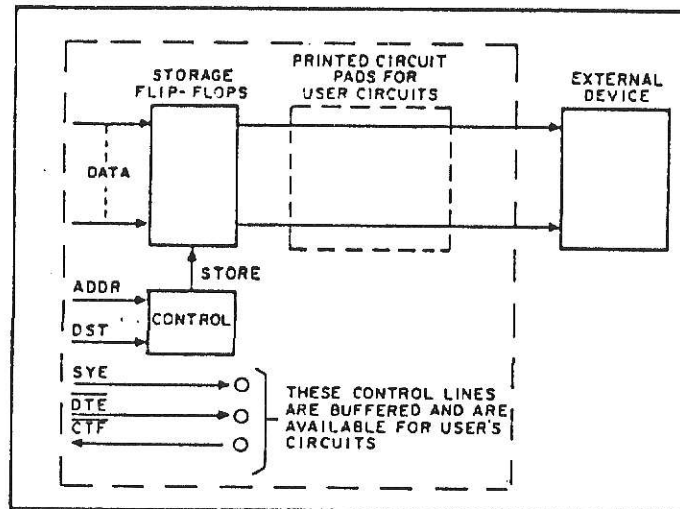 STORAGE
FLIP-FLOPS
PRINTED CIRCUIT
PADS FOR
USER CIRCUITS
EXTERNAL
DEVICE
DATA
STORE
ADDR
DST
CONTROL
SYE
DTE
CTF
THESE CONTROL LINES
ARE BUFFERED AND ARE
AVAILABLE FOR USER'S
CIRCUITS